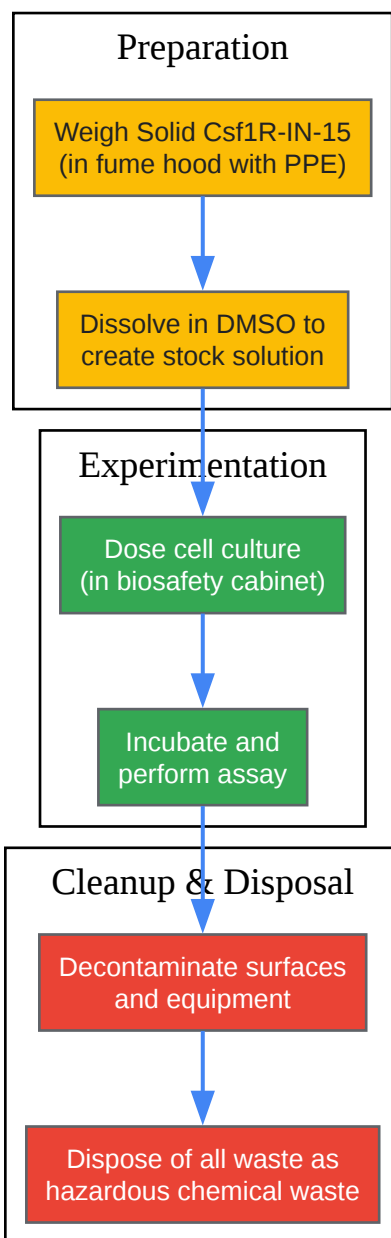 Preparation
Weigh Solid Csf1R-IN-15
(in fume hood with PPE)
Dissolve in DMSO to
create stock solution
Experimentation
Dose cell culture
(in biosafety cabinet)
Incubate and
perform assay
Cleanup & Disposal
Decontaminate surfaces
and equipment
Dispose of all waste as
hazardous chemical waste